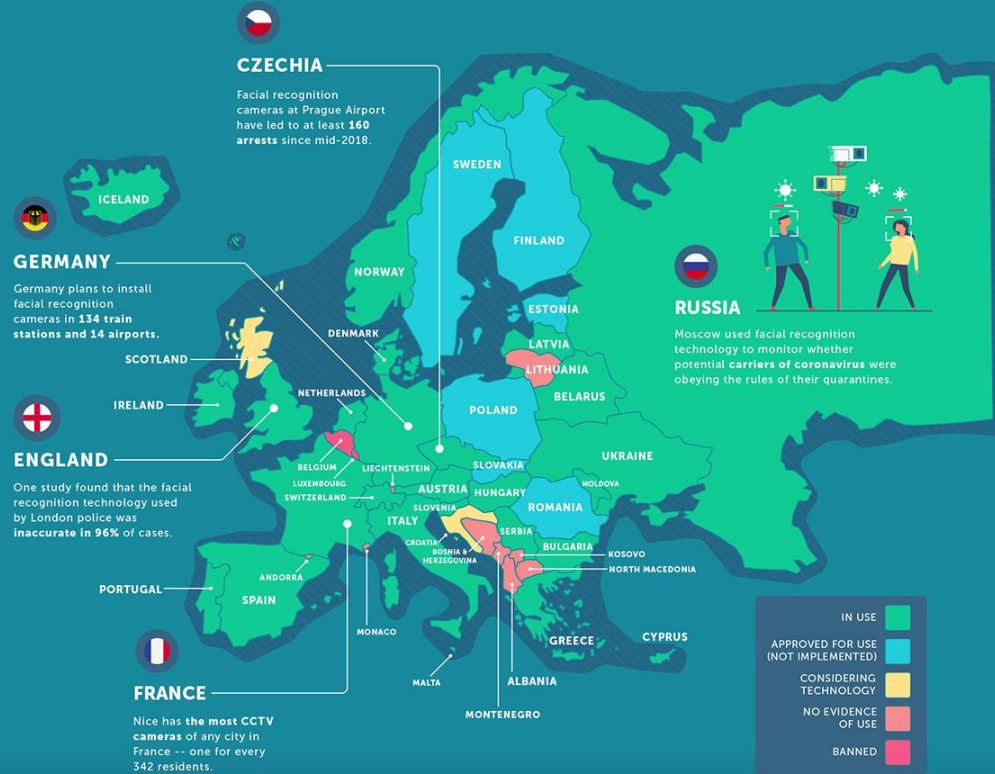 CZECHIA
Facial recognition
cameras at Prague Airport
have led to at least 160
arrests since mid-2018.
ICELAND
SWEDEN
FINLAND
NORWAY
GERMANY
Germany plans to install
facial recognition
cameras in 134 train
stations and 14 airports.
RUSSIA
Moscow used facial recognition
technology to monitor whether
potential carriers of coronavirus were
obeying the rules of their quarantines.
ESTONIA
DENMARK
LATVIA
SCOTLAND
LITHUANIA
NETHERLANDS
BELARUS
IRELAND
POLAND
ENGLAND
One study found that the facial
recognition technology used
by London police was
inaccurate in 96% of cases.
UKRAINE
BELGIUM
LIECHTENSTEIN
SLOVAKIA
LUXEMBOURG
MOLDOVA
SWITZERLAND
AUSTRIA
HUNGARY
SLOVENIA
ROMANIA
ITALY
SERBIA
CROATIA
BOSNIA &
HERZEGOVINA
BULGARIA
KOSOVO
NORTH MACEDONIA
ANDORRA
PORTUGAL
SPAIN
MONACO
GREECE
CYPRUS
MALTA
ALBANIA
MONTENEGRO
FRANCE
Nice has the most CCTV
cameras of any city in
France -- one for every
342 residents.
IN USE
APPROVED FOR USE
(NOT IMPLEMENTED)
CONSIDERING
TECHNOLOGY
NO EVIDENCE
OF USE
BANNED